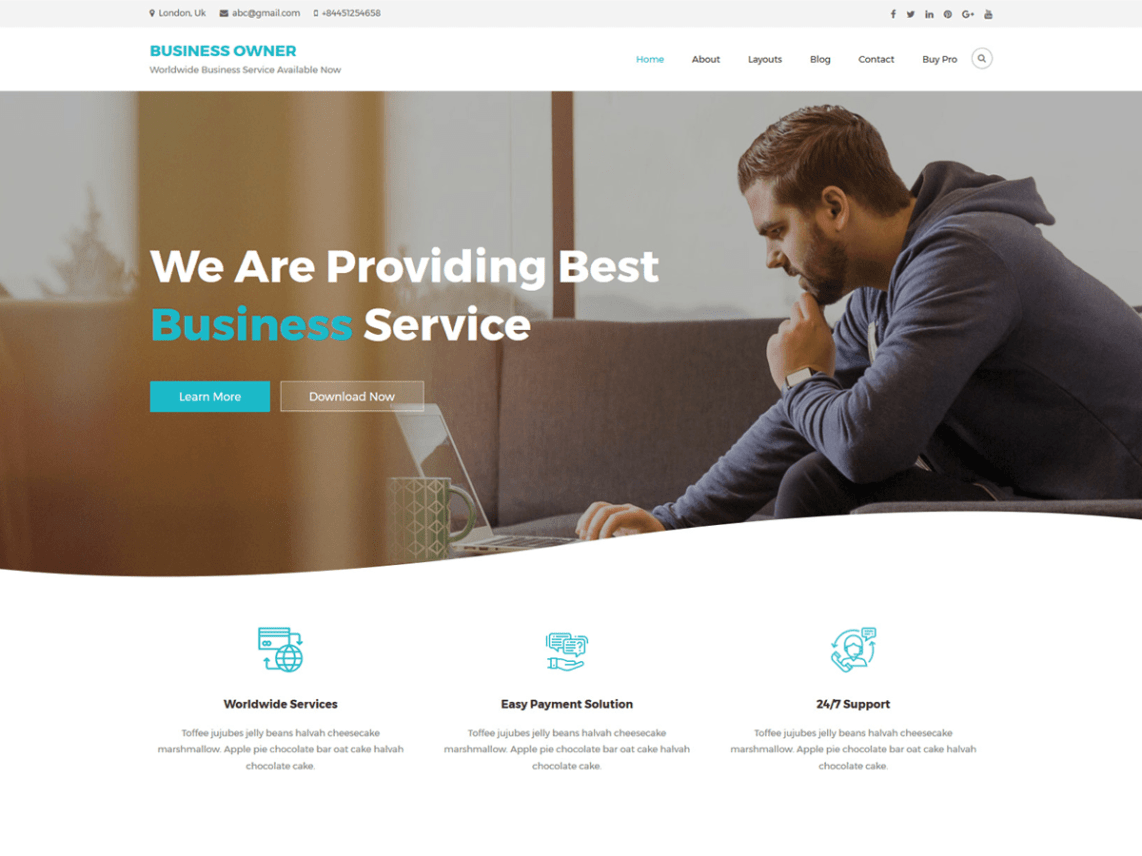 London, Uk abc@gmail.com +84451254658
BUSINESS OWNER
Worldwide Business Service Available Now
Home About Layouts Blog Contact Buy Pro
We Are Providing Best
Business Service
Learn More Download Now
Worldwide Services
Toffee jujubes jelly beans halvah cheesecake
marshmallow. Apple pie chocolate bar oat cake halvah
chocolate cake.
Easy Payment Solution
Toffee jujubes jelly beans halvah cheesecake
marshmallow. Apple pie chocolate bar oat cake halvah
chocolate cake.
24/7 Support
Toffee jujubes jelly beans halvah cheesecake
marshmallow. Apple pie chocolate bar oat cake halvah
chocolate cake.